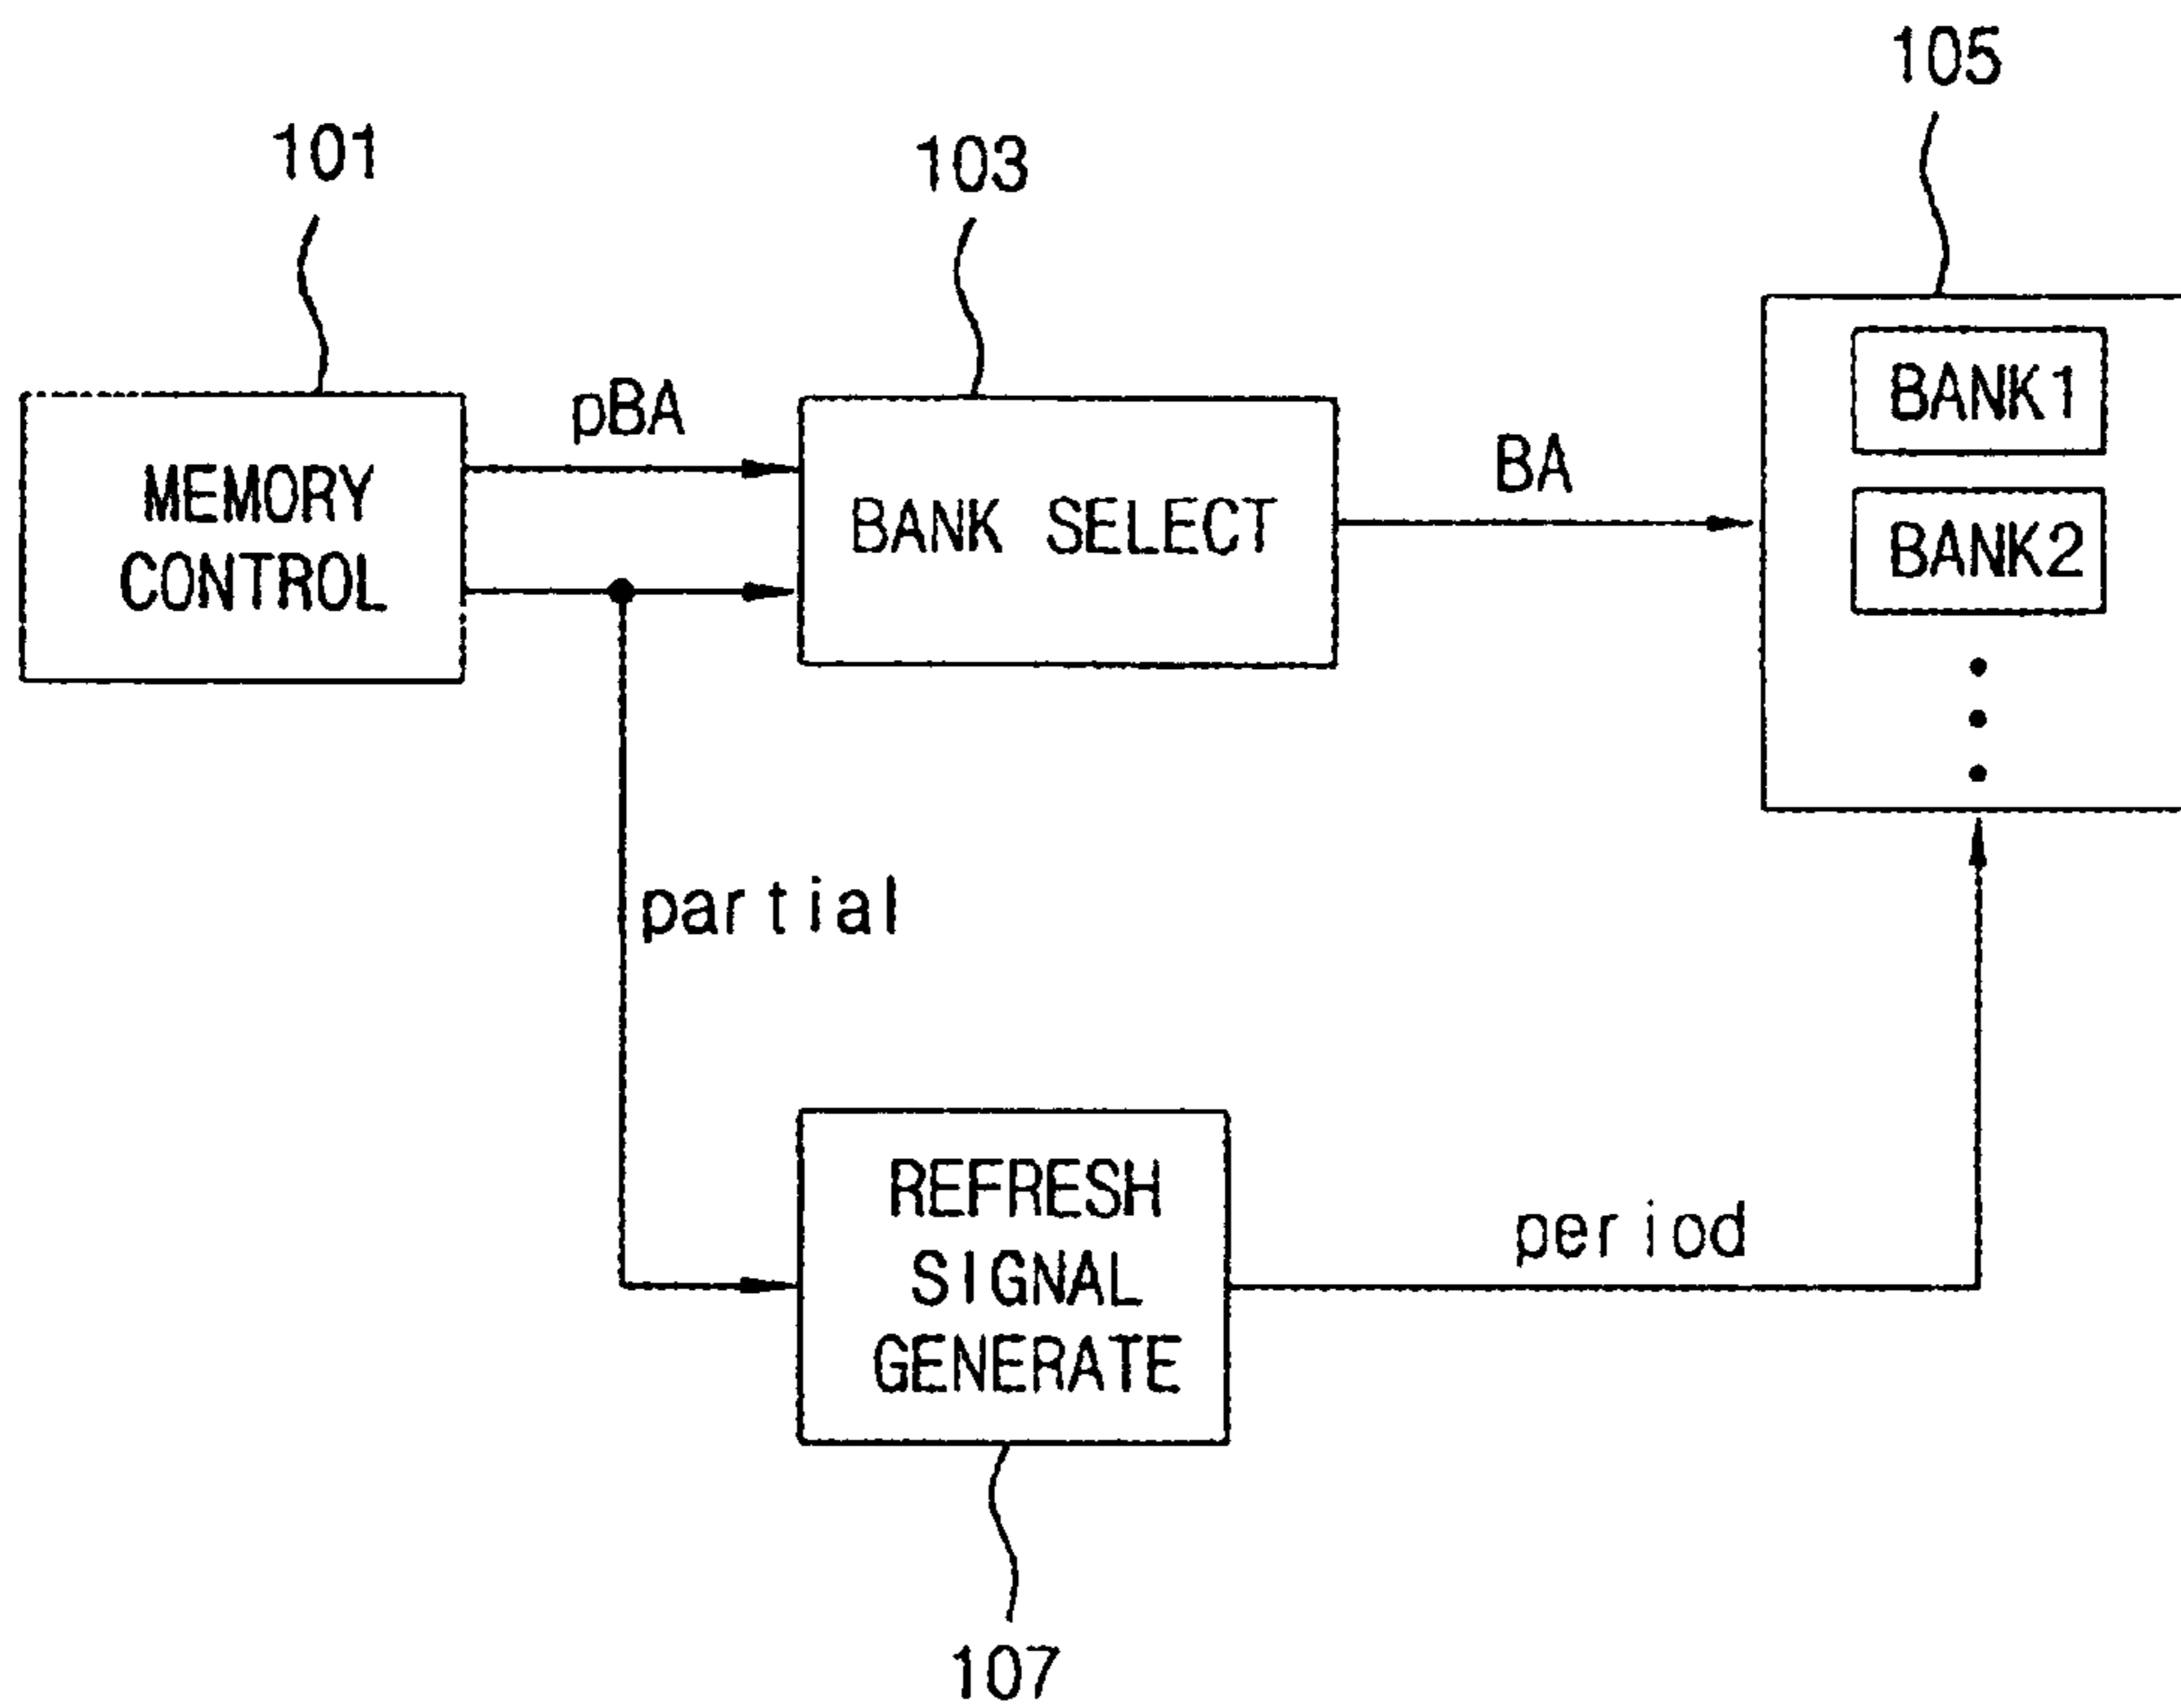 105
101
103
pBA
BANK1
MEMORY
CONTROL
BANK SELECT
BA
BANK2
partial
REFRESH
SIGNAL
GENERATE
period
107